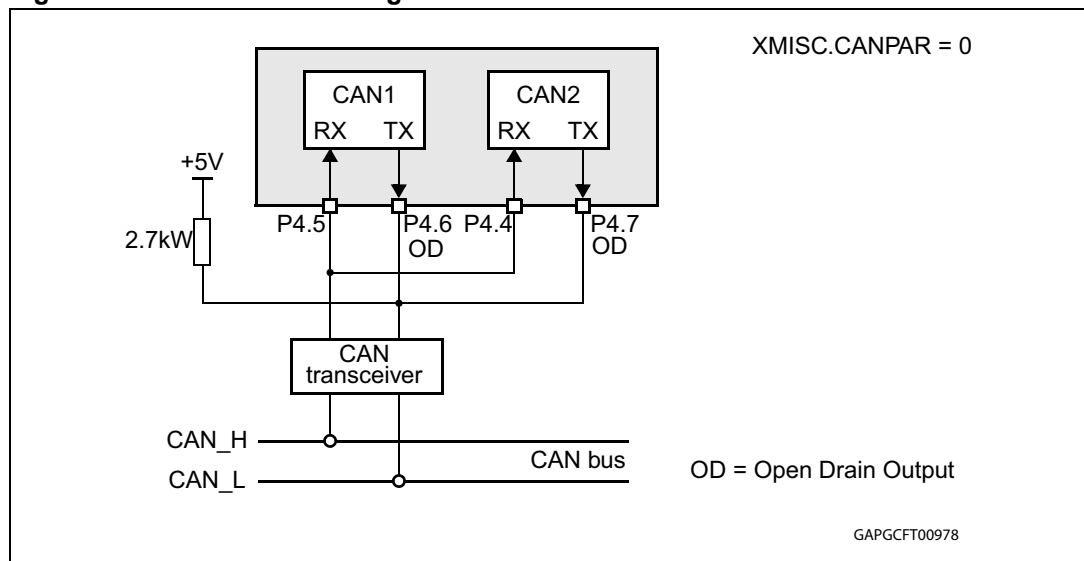 XMISC.CANPAR = 0
CAN1
CAN2
RX TX
RX TX
+5V
P4.5
P4.6
OD
P4.4
P4.7
OD
2.7kW
CAN
transceiver
CAN_H
CAN bus
CAN_L
OD = Open Drain Output
GAPGCFT00978